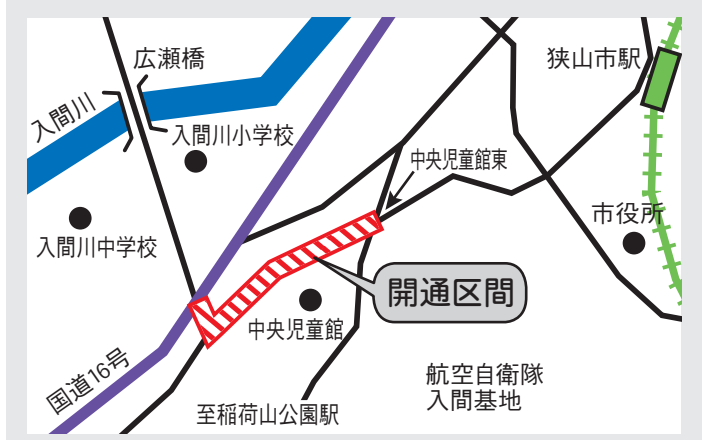 広瀬橋
狭山市駅
入間川
入間川小学校
中央児童館東
市役所
入間川中学校
開通区間
中央児童館
国道16号
航空自衛隊
入間基地
至稲荷山公園駅